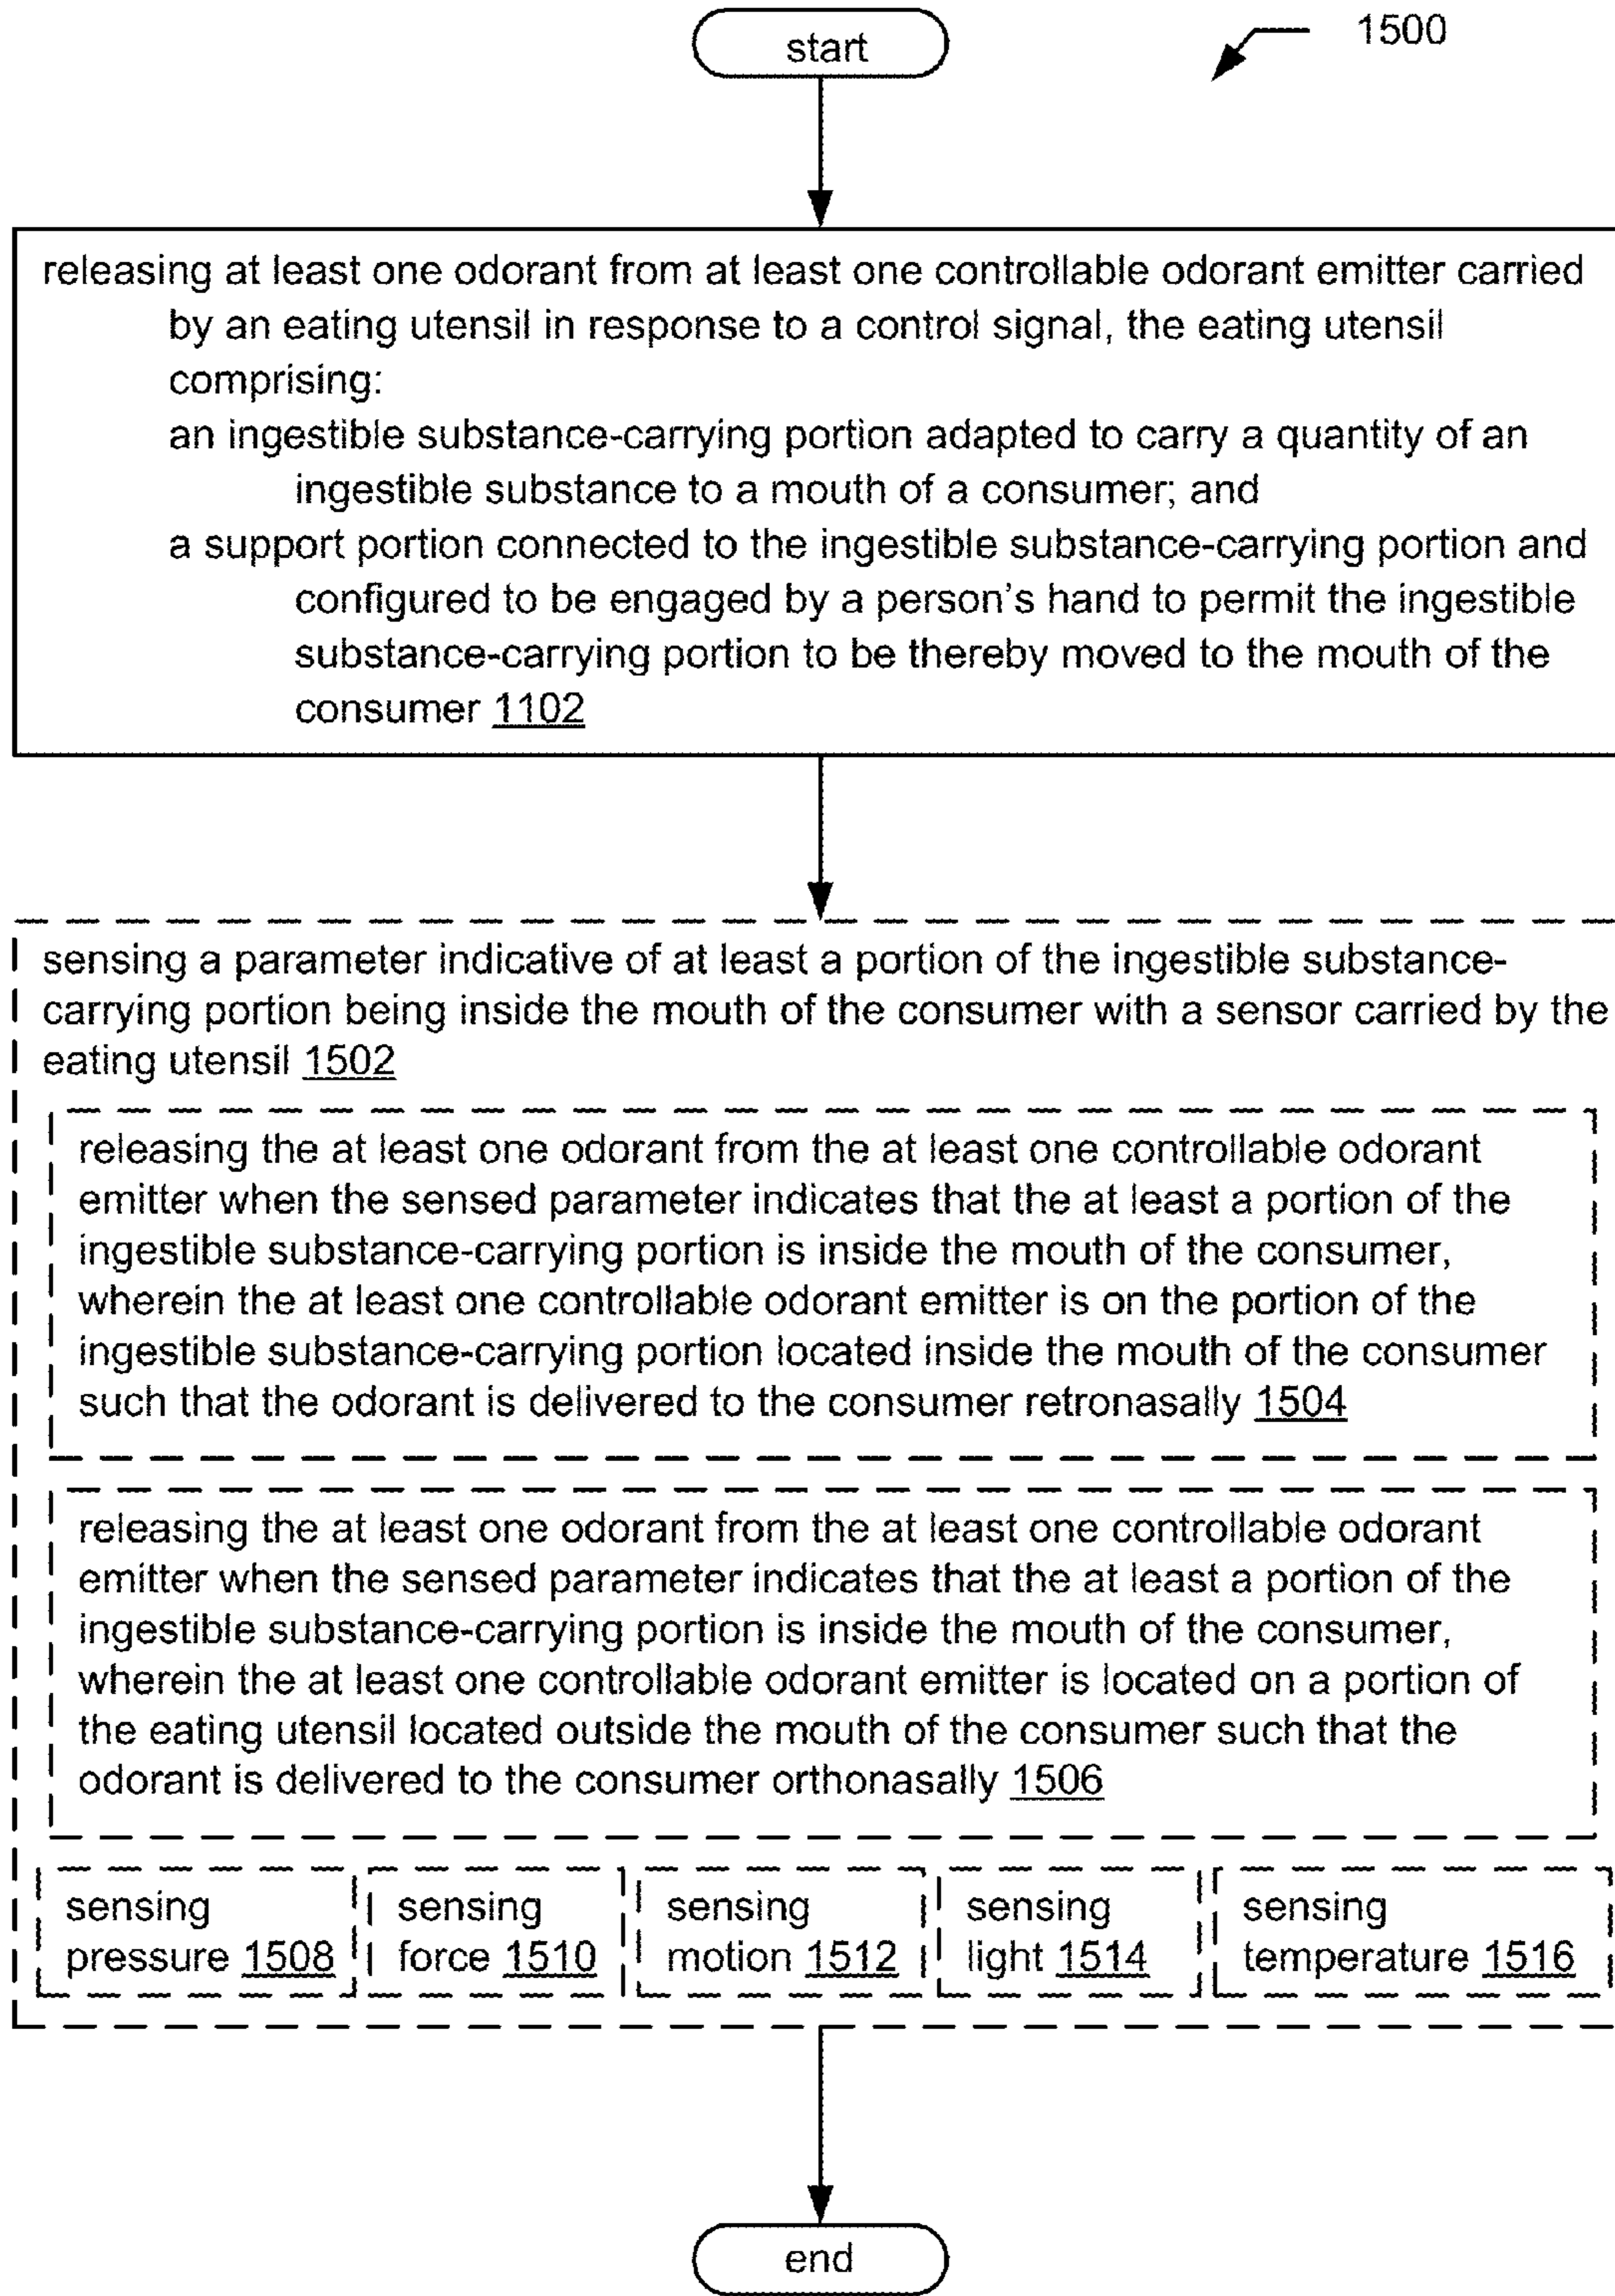 start
1500
releasing at least one odorant from at least one controllable odorant emitter carried
by an eating utensil in response to a control signal, the eating utensil
comprising:
an ingestible substance-carrying portion adapted to carry a quantity of an
ingestible substance to a mouth of a consumer; and
a support portion connected to the ingestible substance-carrying portion and
configured to be engaged by a person's hand to permit the ingestible
substance-carrying portion to be thereby moved to the mouth of the
consumer 1102
sensing a parameter indicative of at least a portion of the ingestible substance-
carrying portion being inside the mouth of the consumer with a sensor carried by the
eating utensil 1502
releasing the at least one odorant from the at least one controllable odorant
emitter when the sensed parameter indicates that the at least a portion of the
ingestible substance-carrying portion is inside the mouth of the consumer,
wherein the at least one controllable odorant emitter is on the portion of the
ingestible substance-carrying portion located inside the mouth of the consumer
such that the odorant is delivered to the consumer retronasally 1504
releasing the at least one odorant from the at least one controllable odorant
emitter when the sensed parameter indicates that the at least a portion of the
ingestible substance-carrying portion is inside the mouth of the consumer,
wherein the at least one controllable odorant emitter is located on a portion of
the eating utensil located outside the mouth of the consumer such that the
odorant is delivered to the consumer orthonasally 1506
sensing
pressure 1508
sensing
force 1510
sensing
motion 1512
sensing
light 1514
sensing
temperature 1516
end